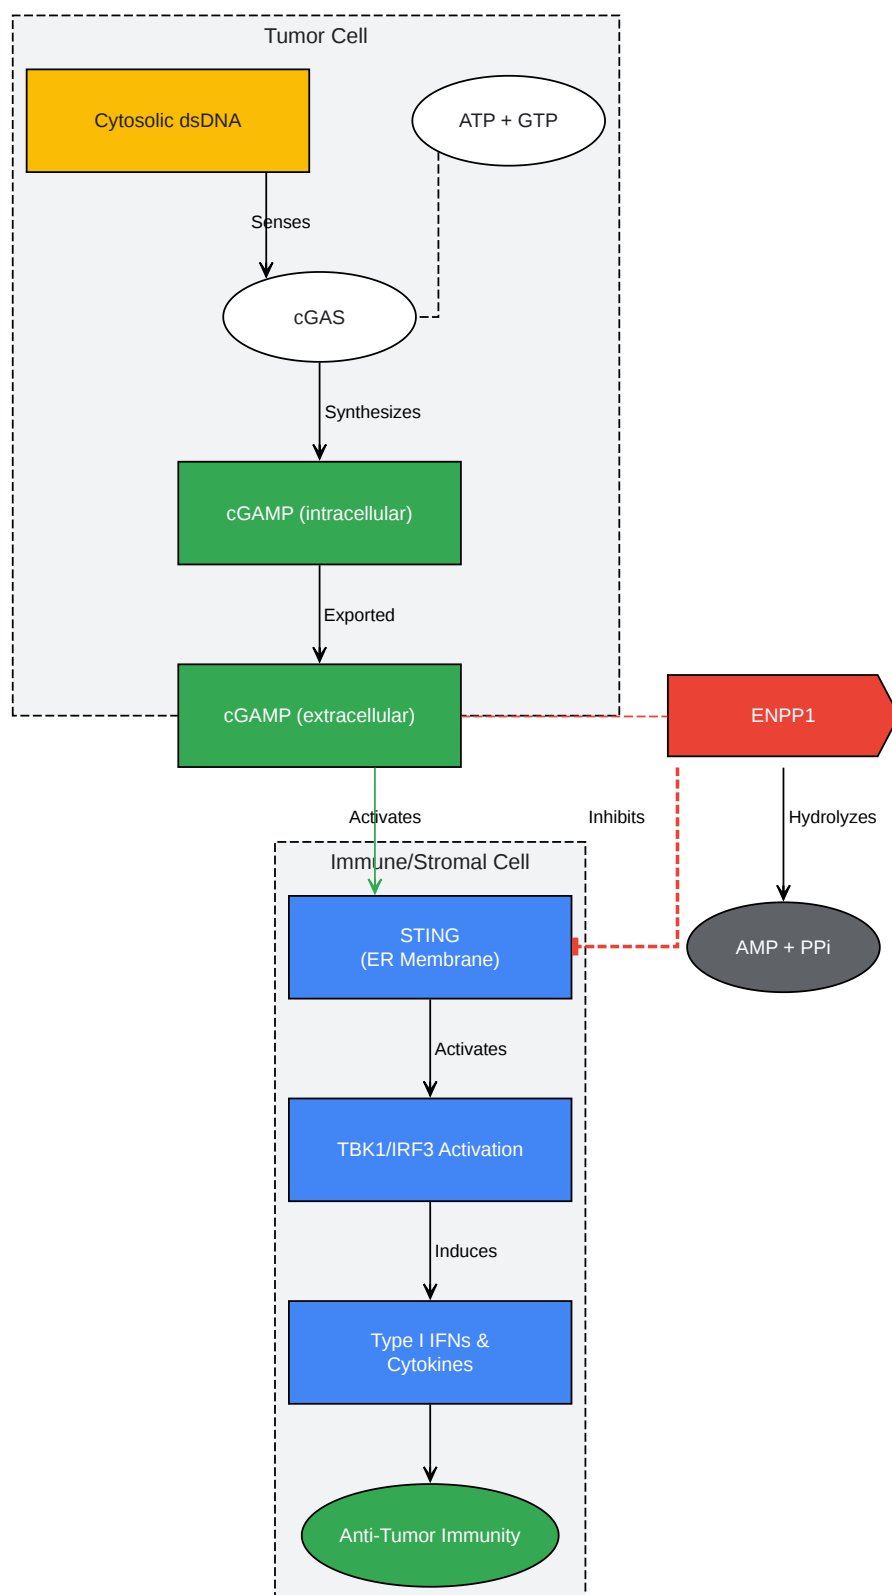 Tumor Cell
Cytosolic dsDNA
ATP + GTP
Senses
cGAS
Synthesizes
cGAMP (intracellular)
Exported
cGAMP (extracellular)
ENPP1
Activates
Inhibits
Hydrolyzes
Immune/Stromal Cell
STING
(ER Membrane)
AMP + PPi
Activates
TBK1/IRF3 Activation
Induces
Type I IFNs &
Cytokines
Anti-Tumor Immunity